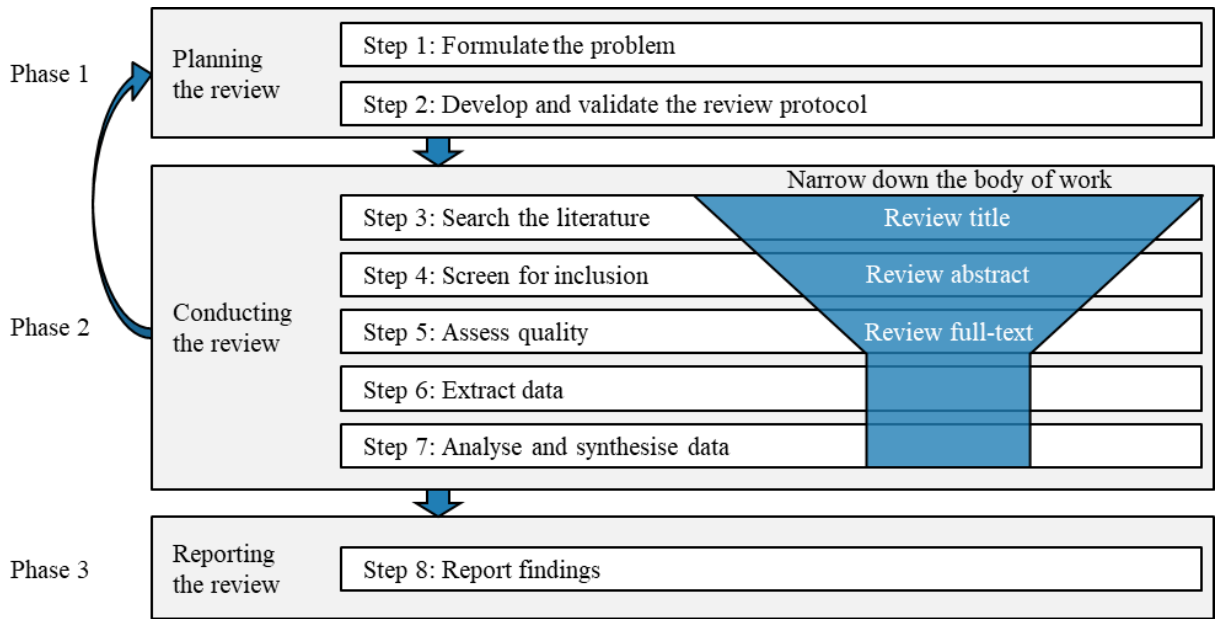 Phase 1
Planning
the review
Step 1: Formulate the problem
Step 2: Develop and validate the review protocol
Phase 2
Conducting
the review
Narrow down the body of work
Step 3: Search the literature
Review title
Step 4: Screen for inclusion
Review abstract
Step 5: Assess quality
Review full-text
Step 6: Extract data
Step 7: Analyse and synthesise data
Phase 3
Reporting
the review
Step 8: Report findings